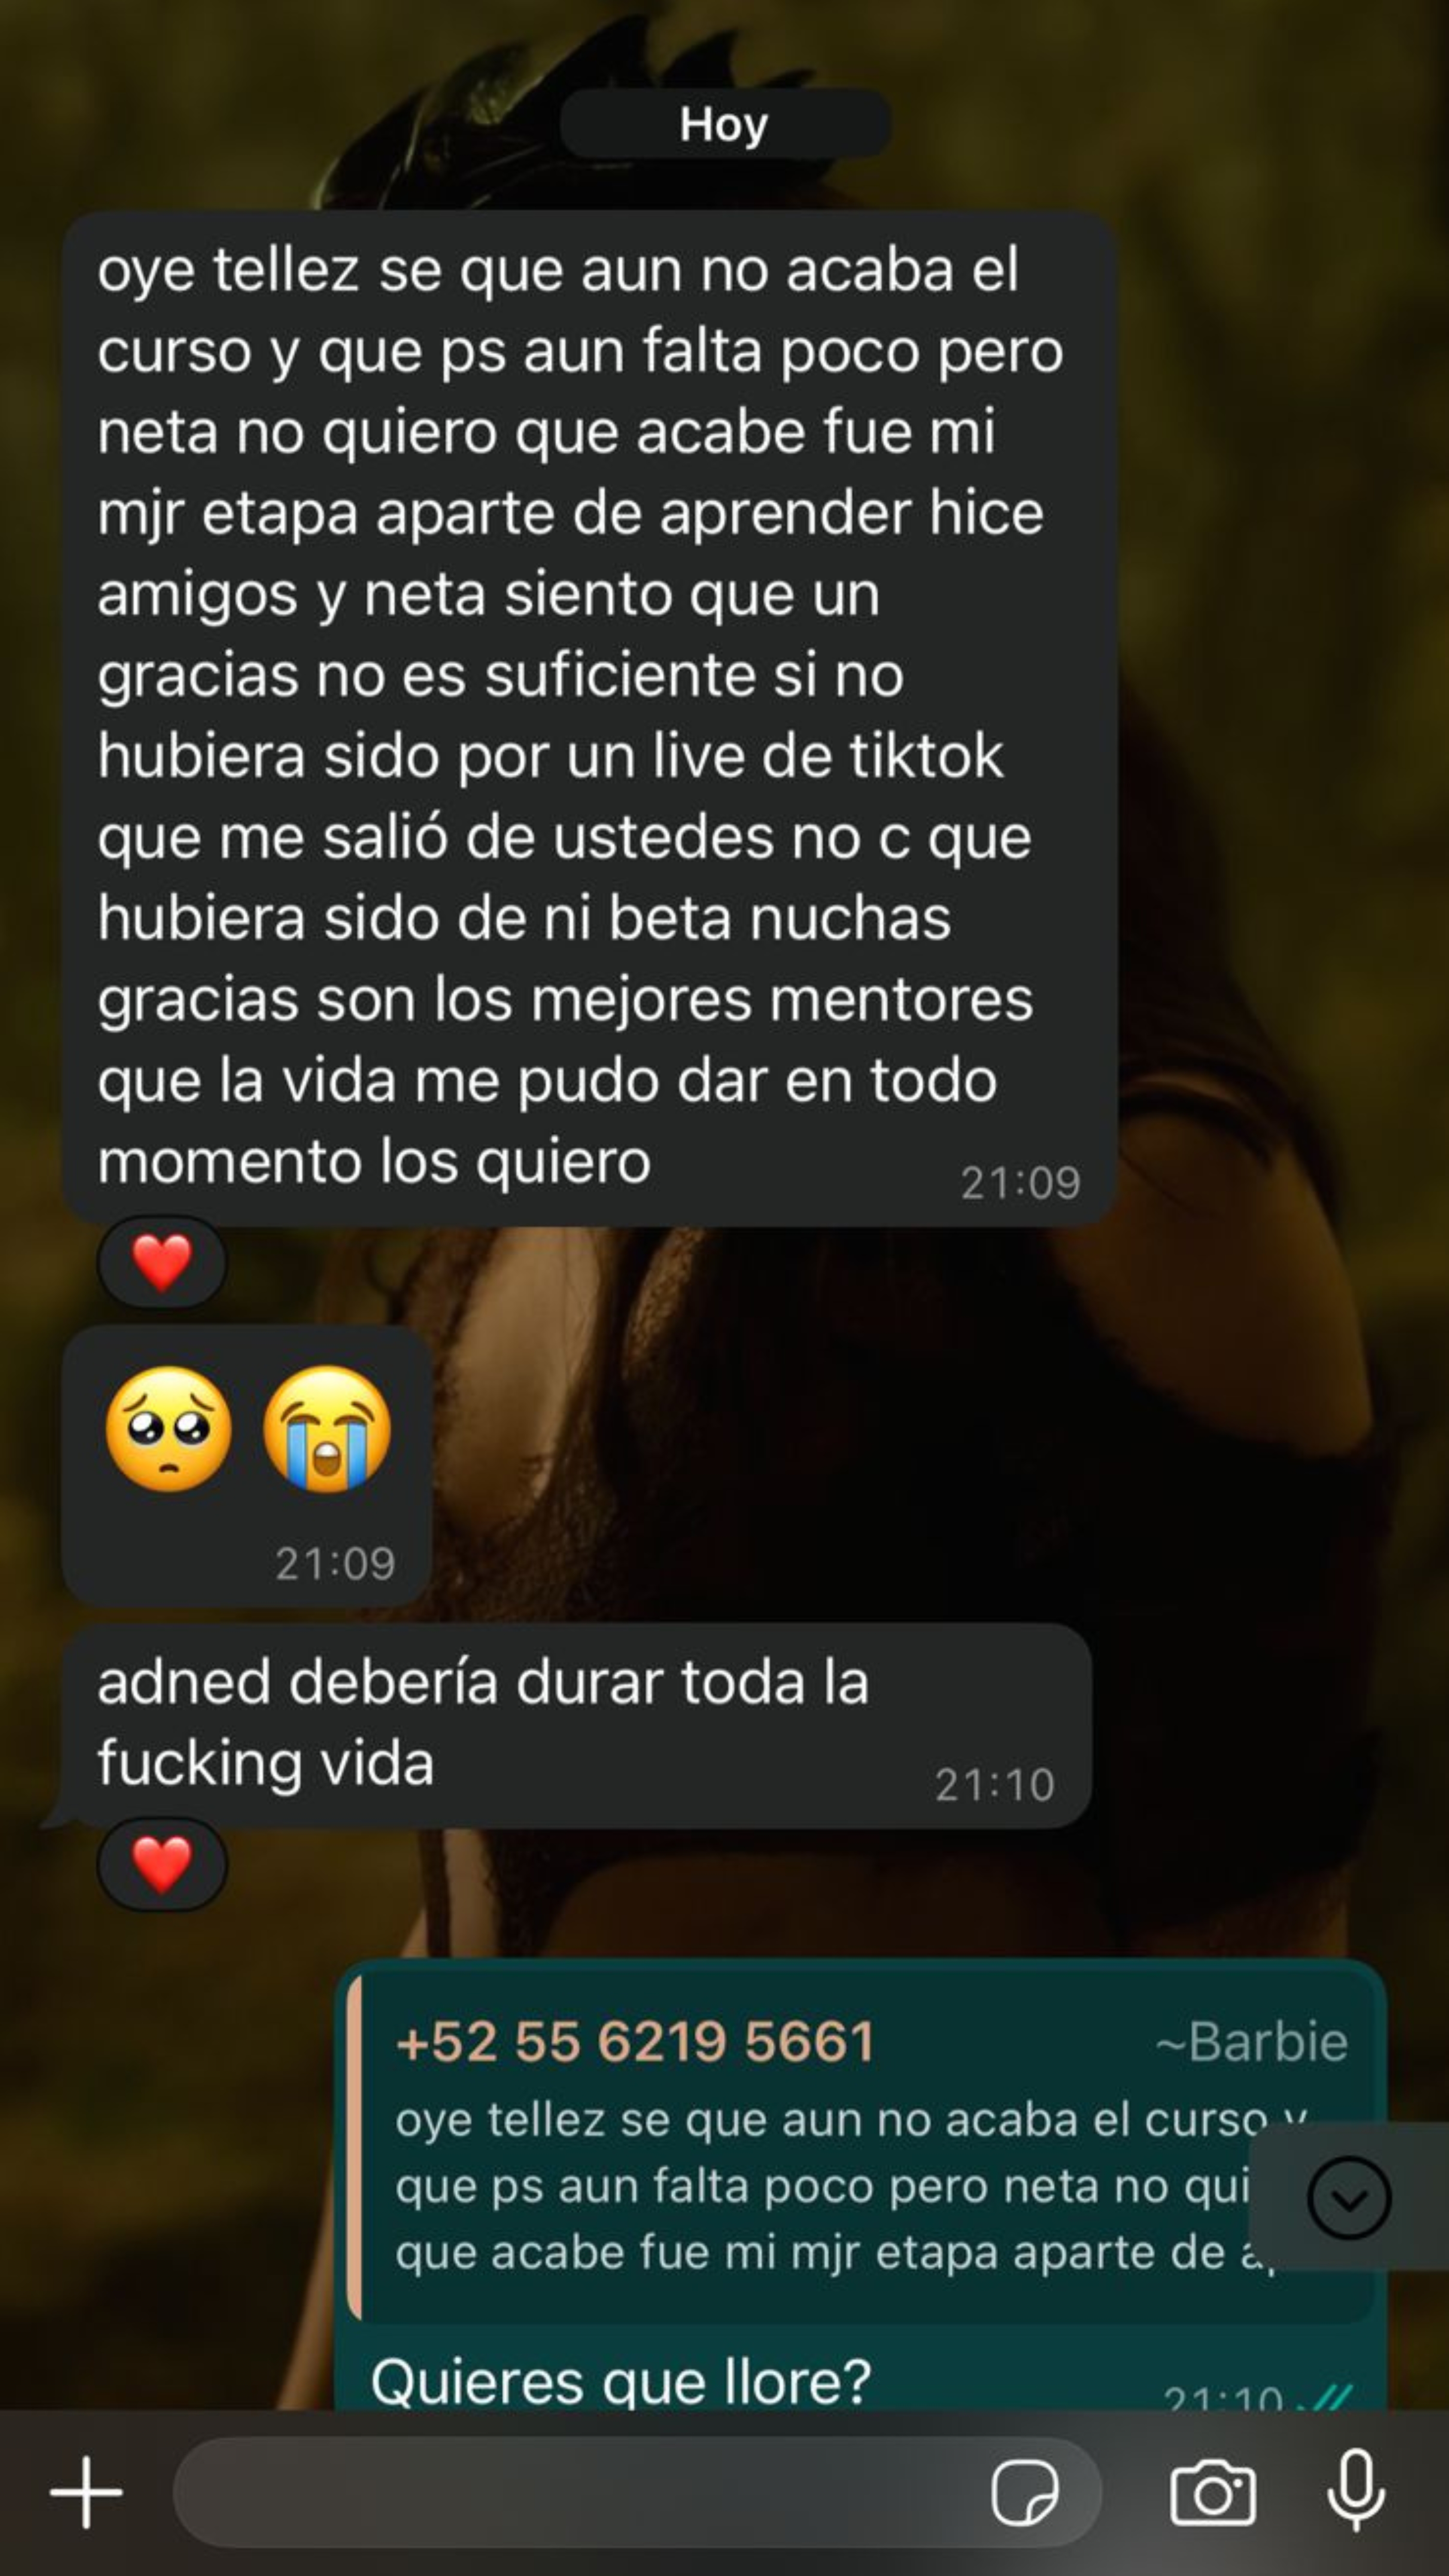 Hoy
oye tellez se que aun no acaba el
curso y que ps aun falta poco pero
neta no quiero que acabe fue mi
mjr etapa aparte de aprender hice
amigos y neta siento que un
gracias no es suficiente si no
hubiera sido por un live de tiktok
que me salió de ustedes no c que
hubiera sido de ni beta nuchas
gracias son los mejores mentores
que la vida me pudo dar en todo
momento los quiero
21:09
21:09
adned debería durar toda la
fucking vida
21:10
+52 55 6219 5661 ~Barbie
oye tellez se que aun no acaba el curso y
que ps aun falta poco pero neta no qui
que acabe fue mi mjr etapa aparte de
Quieres que llore?
21:10